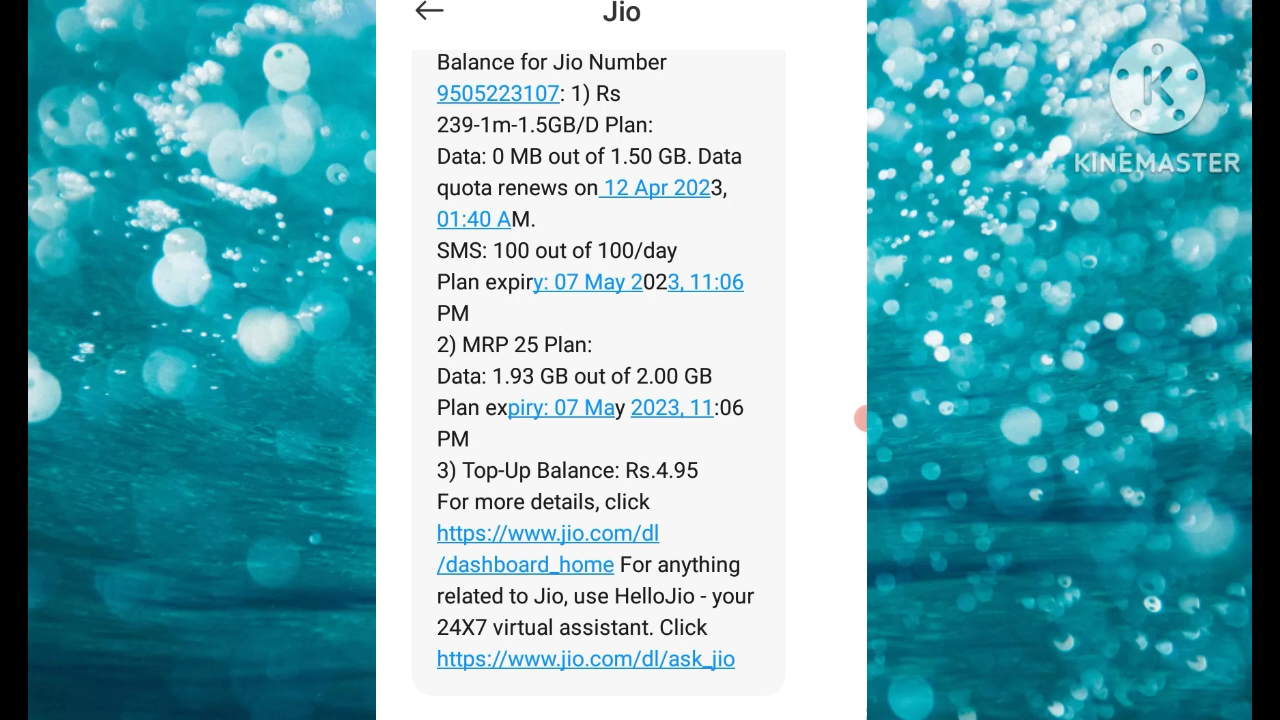 Jio
Balance for Jio Number
9505223107: 1) Rs
239-1m-1.5GB/D Plan:
Data: 0 MB out of 1.50 GB. Data
quota renews on 12 Apr 2023,
01:40 AM.
SMS: 100 out of 100/day
Plan expiry: 07 May 2023, 11:06
PM
2) MRP 25 Plan:
Data: 1.93 GB out of 2.00 GB
Plan expiry: 07 May 2023, 11:06
PM
3) Top-Up Balance: Rs.4.95
For more details, click
https://www.jio.com/dl
/dashboard_home For anything
related to Jio, use HelloJio - your
24X7 virtual assistant. Click
https://www.jio.com/dl/ask_jio
K
KINEMASTER